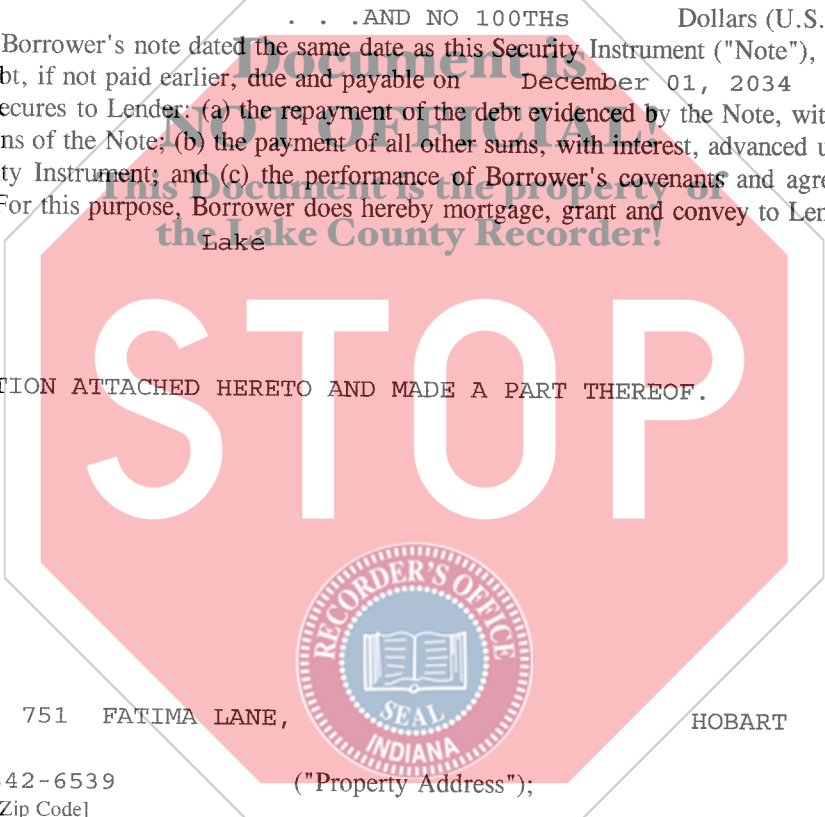 . . .AND NO 100THs Dollars (U.S.
Borrower's note dated the same date as this Security Instrument ("Note"),
bt, if not paid earlier, due and payable on December 01, 2034
ecures to Lender: (a) the repayment of the debt evidenced by the Note, wit
ns of the Note; (b) the payment of all other sums, with interest, advanced u
ty Instrument; and (c) the performance of Borrower's covenants and agre
For this purpose, Borrower does hereby mortgage, grant and convey to Len
Lake
Document is
NOT OFFICIAL!
This Document is the property of
the Lake County Recorder!
STOP
TION ATTACHED HERETO AND MADE A PART THEREOF.
RECORDER'S OFFICE
SEAL
INDIANA
751 FATIMA LANE, HOBART
42-6539 ("Property Address");
Zip Code]